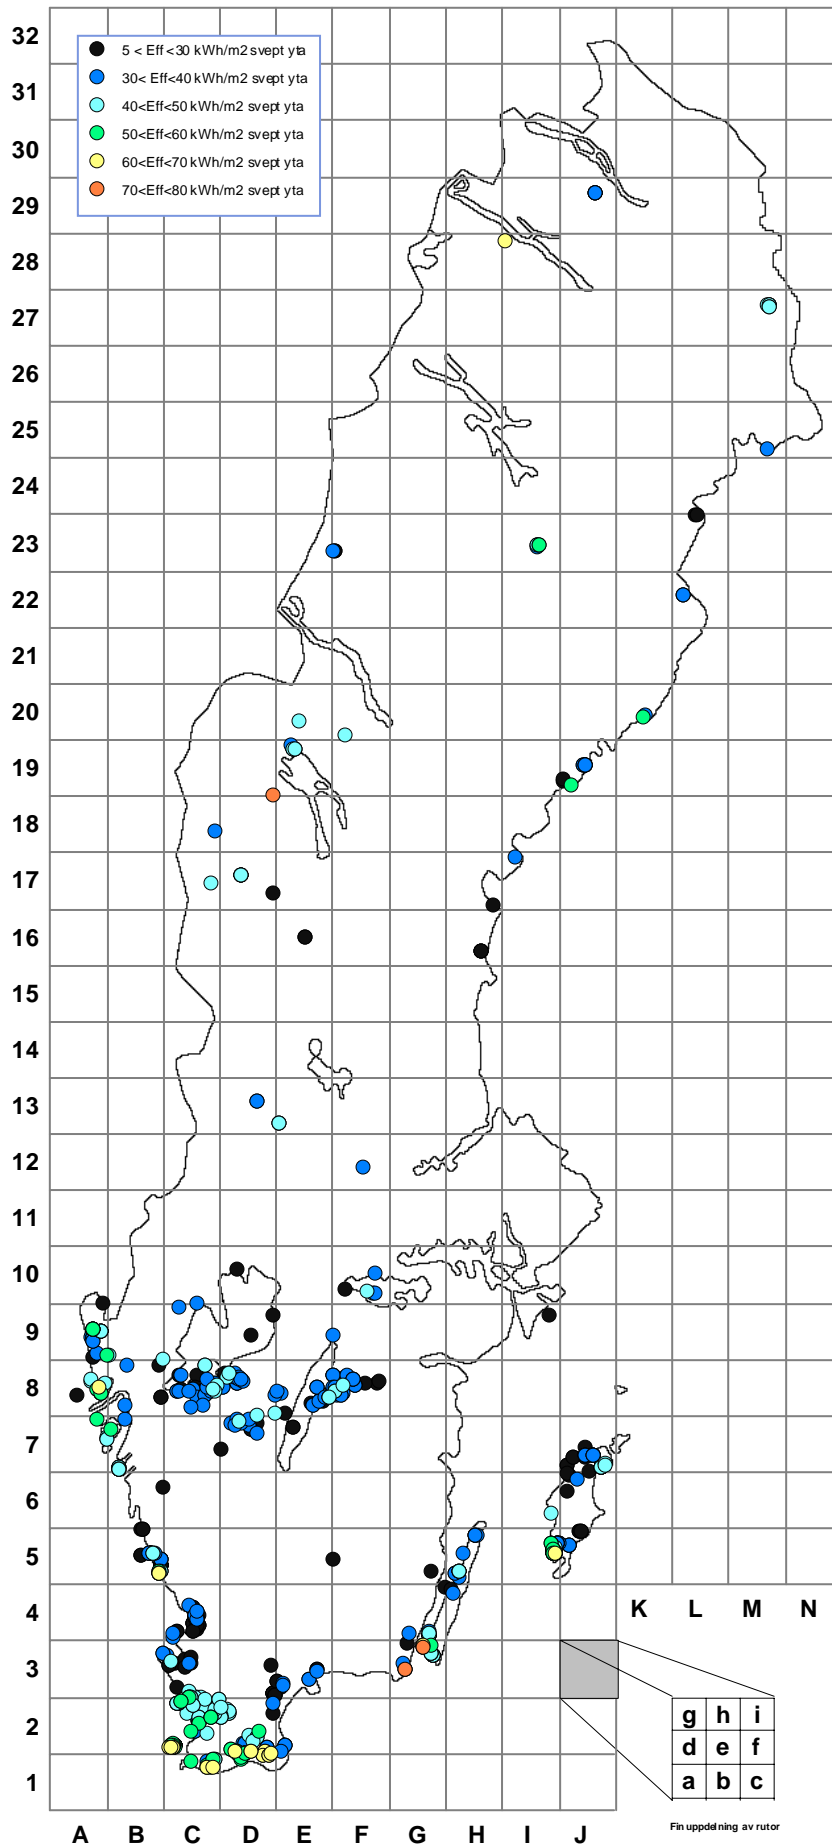 32
5 < Eff <30 kWh/m2 svept yta
30< Eff<40 kWh/m2 svept yta
40<Eff<50 kWh/m2 svept yta
50<Eff<60 kWh/m2 svept yta
60<Eff<70 kWh/m2 svept yta
70<Eff<80 kWh/m2 svept yta
31
30
29
28
27
26
25
24
23
22
21
20
19
18
17
16
15
14
13
12
11
10
9
8
7
6
5
4
K L M N
3
g h i
2
d e f
a b c
1
A B C D E F G H I J
Fin uppdelning av rutor